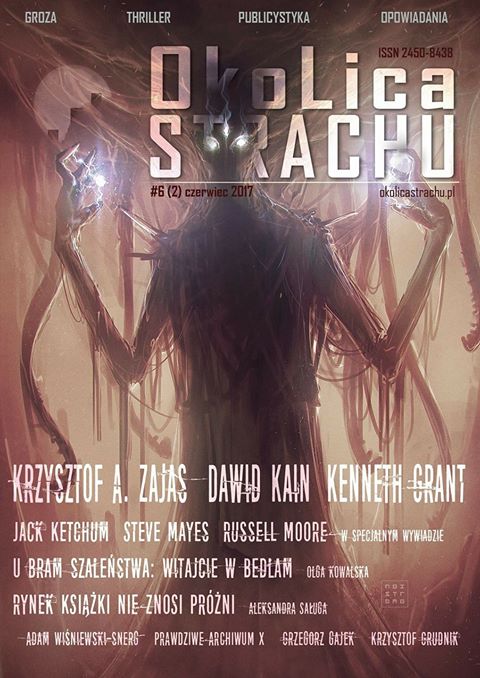 GROZA THRILLER PUBLICYSTYKA OPOWIADANIA
ISSN 2450-8438
OkoLica
STRACHU
#6 (2) czerwiec 2017 okolicastrachu.pl
KRZYSZTOF A. ZAJAS DAWID KAIN KENNETH GRANT
JACK KETCHUM STEVE MAYES RUSSELL MOORE W SPECJALNYM WYWIADZIE
U BRAM SZALEŃSTWA: WITAJCIE W BEDLAM OLGA KOWALSKA
RYNEK KSIĄŻKI NIE ZNOSI PRÓŻNI ALEKSANDRA SAŁUGA
ADAM WIŚNIEWSKI-SNERG PRAWDZIWE ARCHIWUM X GRZEGORZ GAJEK KRZYSZTOF GRUDNIK